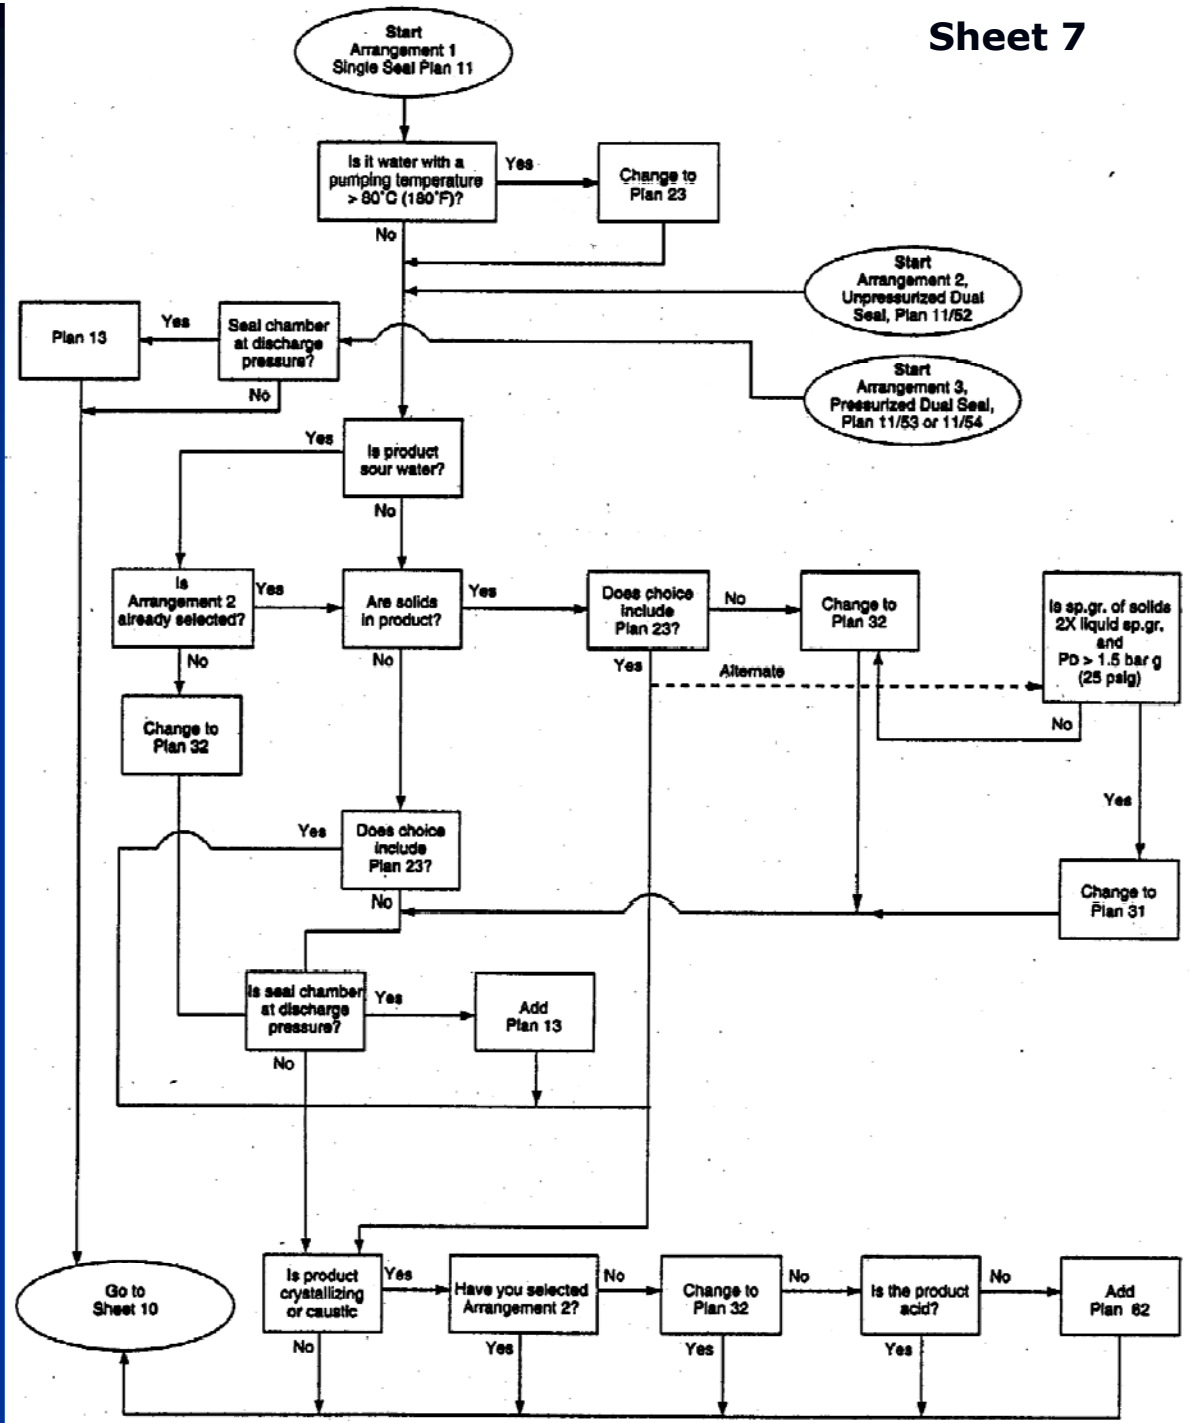 Sheet 7
Start
Arrangement 1
Single Seal Plan 11
Is it water with a
pumping temperature
> 80°C (180°F)?
Yes
Change to
Plan 23
No
Start
Arrangement 2,
Unpressurized Dual
Seal, Plan 11/52
Plan 13
Yes
Seal chamber
at discharge
pressure?
No
Start
Arrangement 3,
Pressurized Dual Seal,
Plan 11/53 or 11/54
Yes
Is product
sour water?
No
Is
Arrangement 2
already selected?
Yes
Are solids
in product?
Yes
Does choice
include
Plan 23?
No
Change to
Plan 32
Is sp.gr. of solids
2X liquid sp.gr.
and
PD > 1.5 bar g
(25 psig)
No
No
Yes
Alternate
No
Change to
Plan 32
Yes
Yes
Does choice
include
Plan 23?
No
Change to
Plan 31
Is seal chamber
at discharge
pressure?
Yes
Add
Plan 13
No
Go to
Sheet 10
Is product
crystallizing
or caustic
Yes
Have you selected
Arrangement 2?
No
Change to
Plan 32
No
Is the product
acid?
No
Add
Plan 62
No
Yes
Yes
Yes